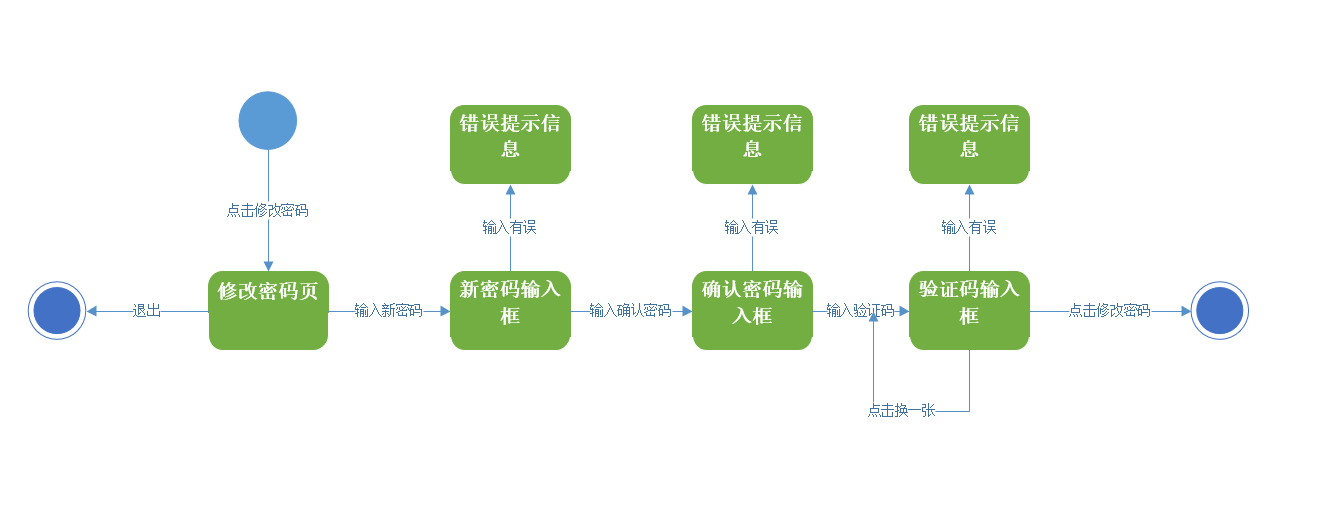 错误提示信
息
错误提示信
息
错误提示信
息
点击修改密码
输入有误
输入有误
输入有误
退出
修改密码页
输入新密码
新密码输入
框
输入确认密码
确认密码输
入框
输入验证码
验证码输入
框
点击修改密码
点击换一张